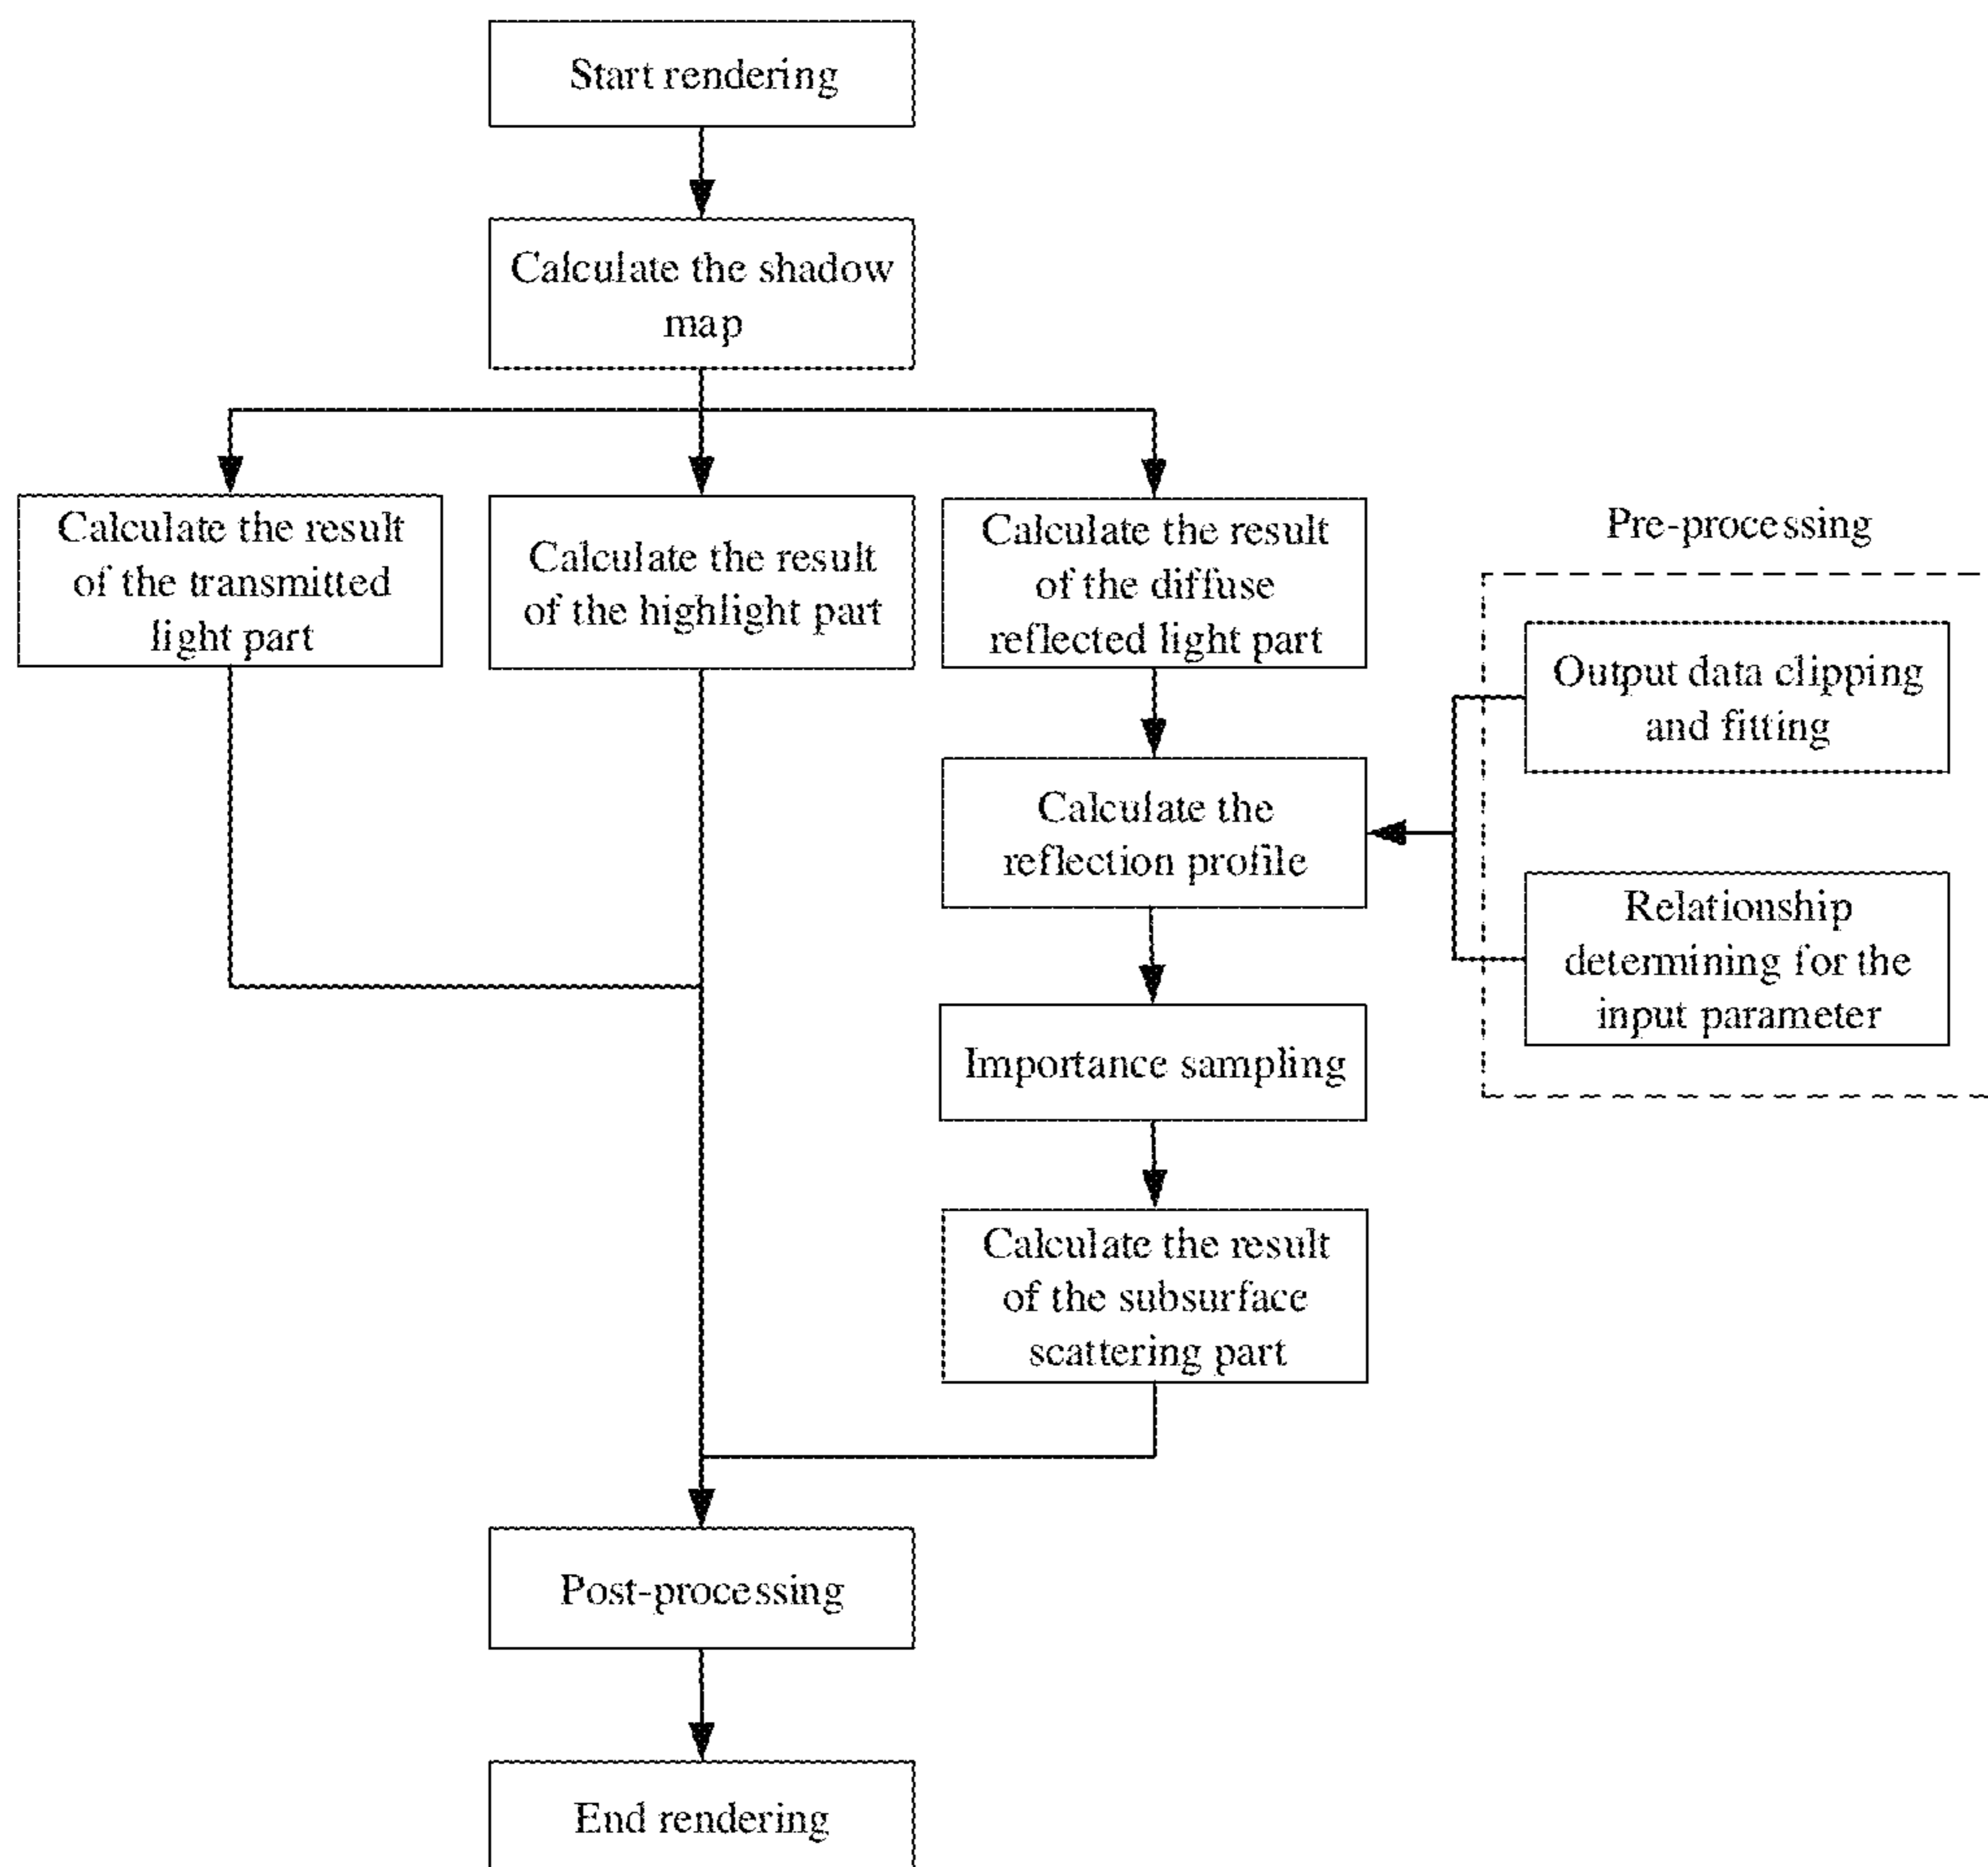 Start rendering
Calculate the shadow
map
Calculate the result
of the transmitted
light part
Calculate the result
of the highlight part
Calculate the result
of the diffuse
reflected light part
Pre-processing
Output data clipping
and fitting
Calculate the
reflection profile
Relationship
determining for the
input parameter
Importance sampling
Calculate the result
of the subsurface
scattering part
Post-processing
End rendering